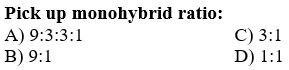 Pick up monohybrid ratio:
A) 9:3:3:1 C) 3:1
B) 9:1 D) 1:1